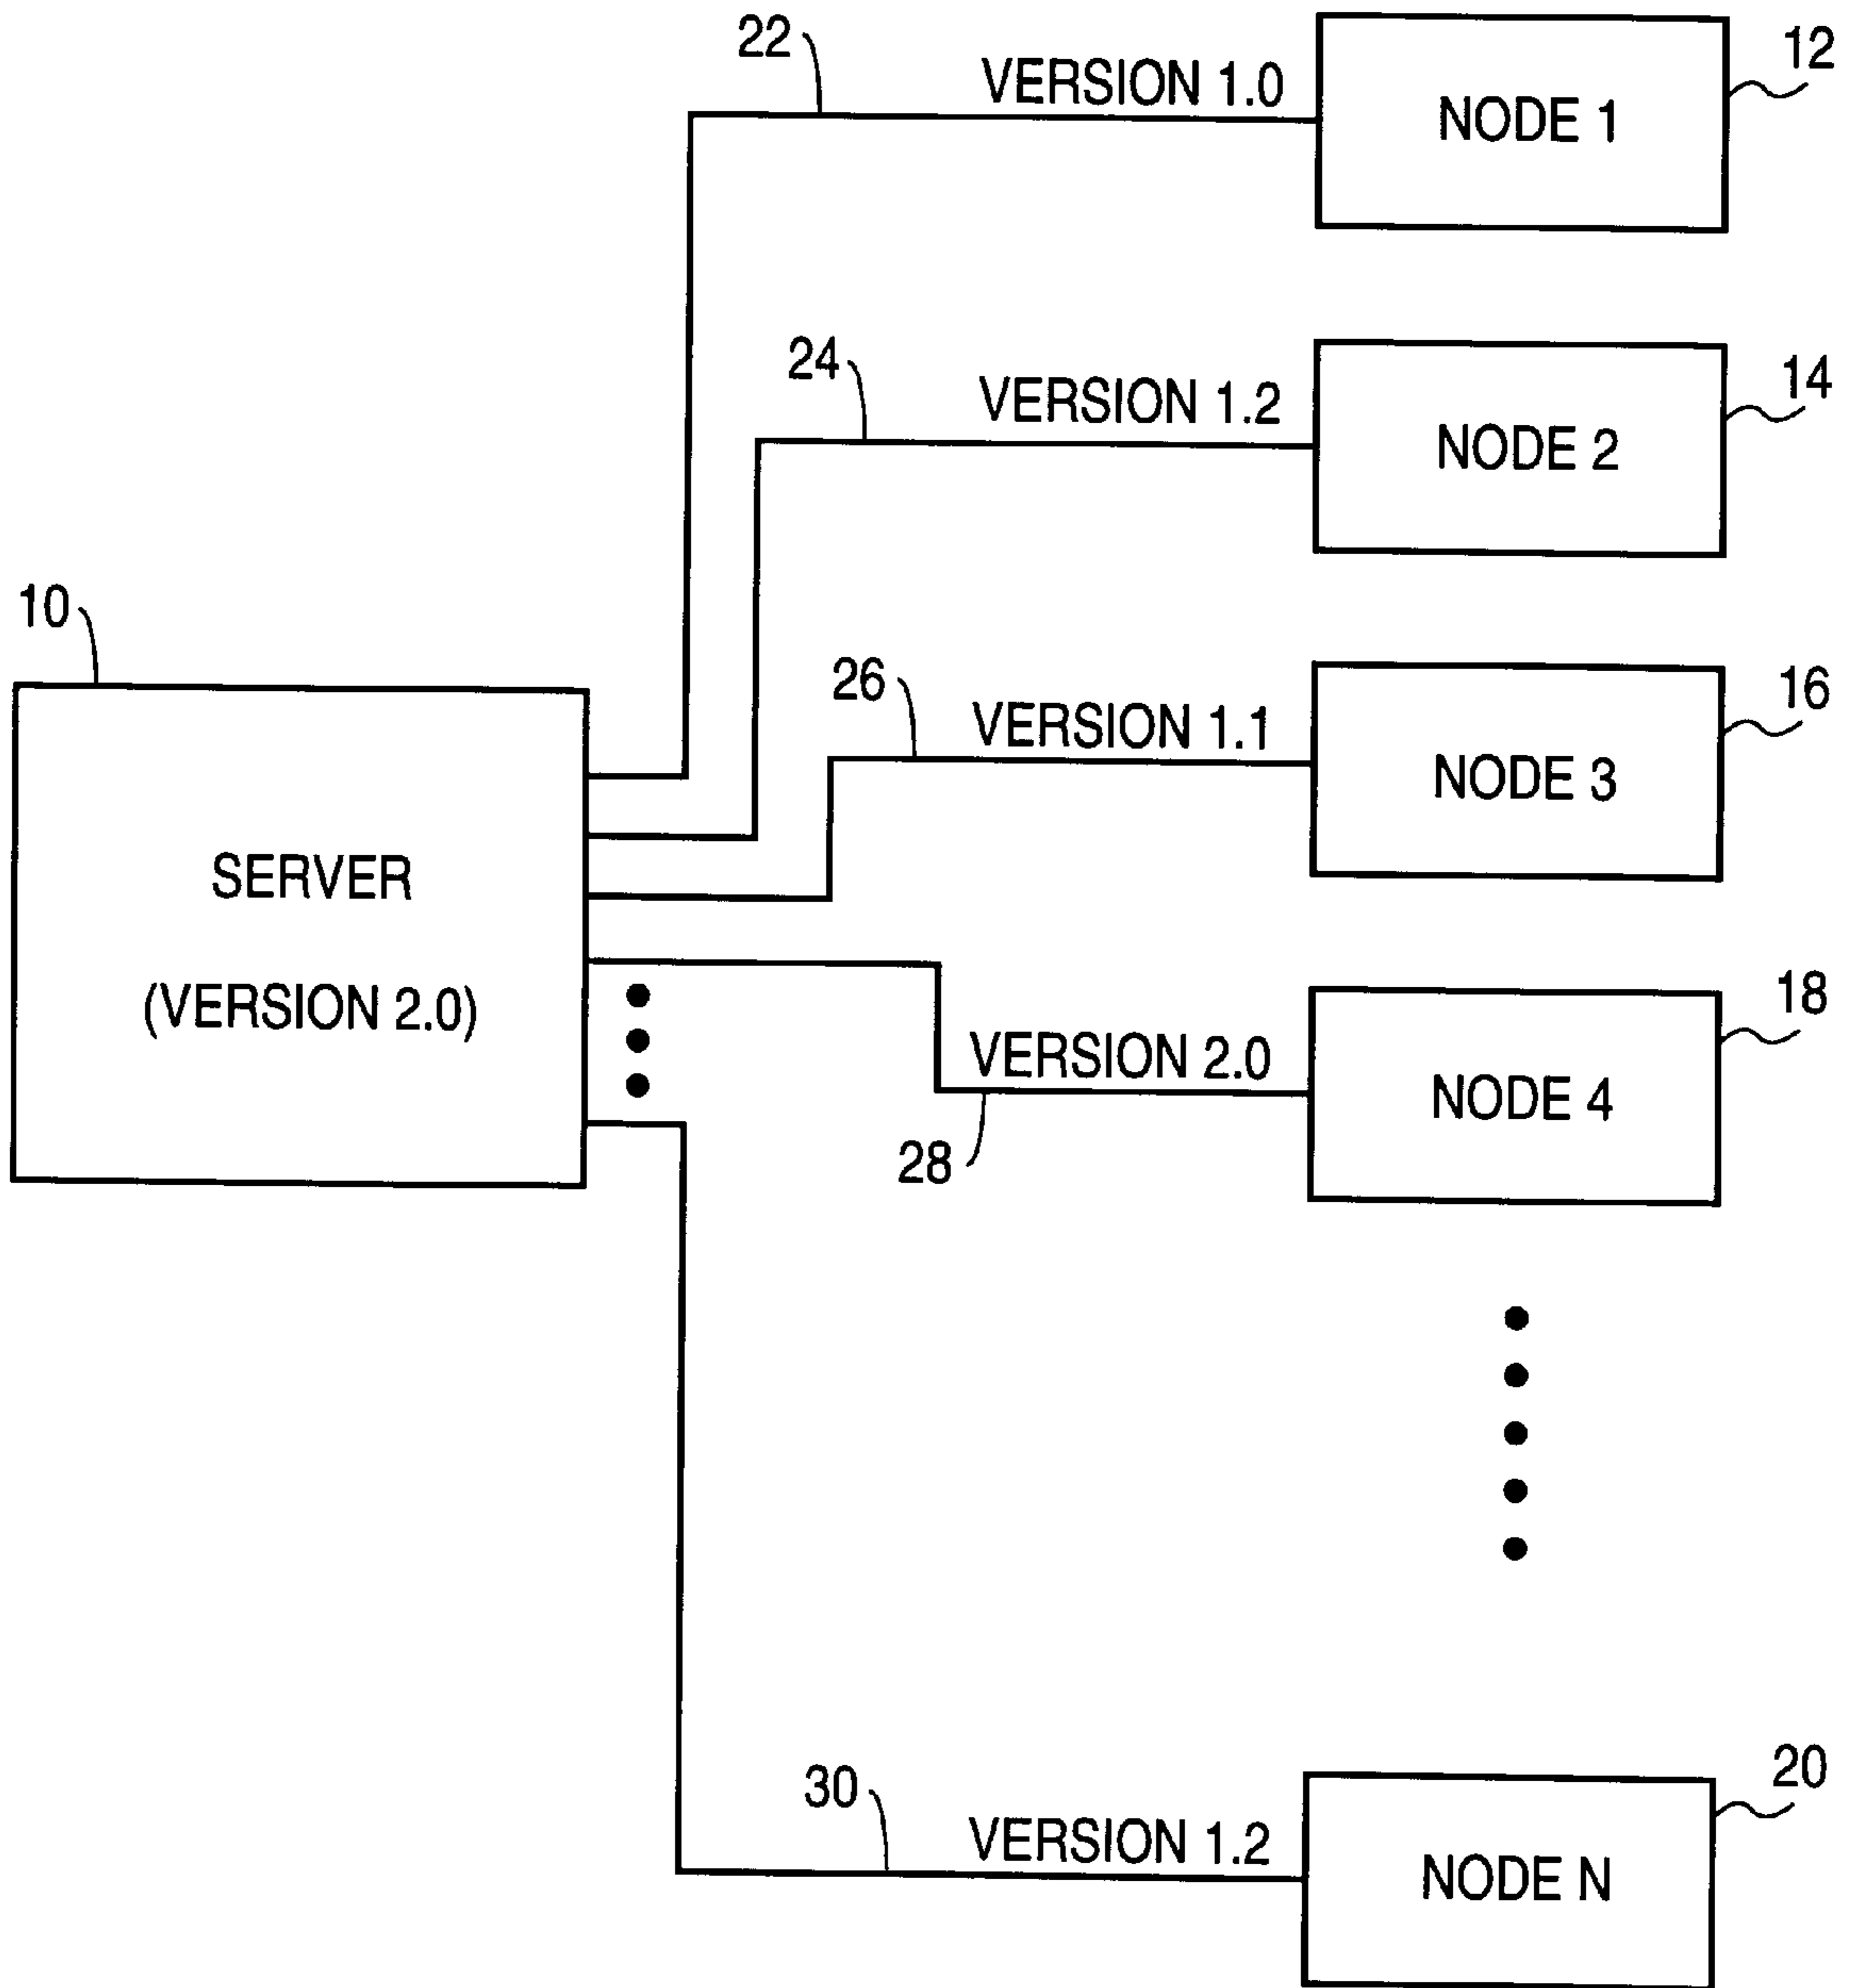 22
VERSION 1.0
12
NODE 1
24
VERSION 1.2
14
NODE 2
10
26
VERSION 1.1
16
NODE 3
SERVER
(VERSION 2.0)
18
VERSION 2.0
NODE 4
28
20
30
VERSION 1.2
NODE N